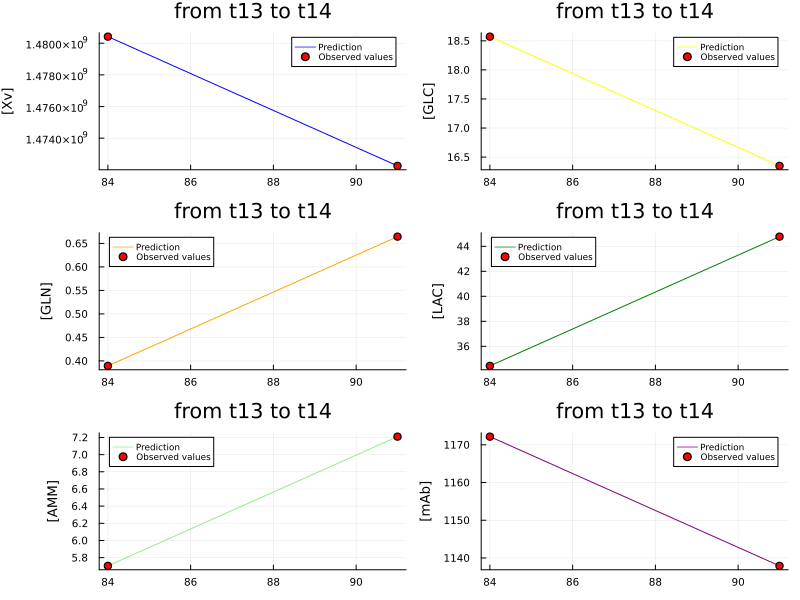 from t13 to t14
[Xv]
1.4800×10⁹
1.4780×10⁹
1.4760×10⁹
1.4740×10⁹
Prediction
Observed values
84 86 88 90
from t13 to t14
[GLC]
18.5
18.0
17.5
17.0
16.5
Prediction
Observed values
84 86 88 90
from t13 to t14
[GLN]
0.65
0.60
0.55
0.50
0.45
0.40
Prediction
Observed values
84 86 88 90
from t13 to t14
[LAC]
44
42
40
38
36
Prediction
Observed values
84 86 88 90
from t13 to t14
[AMM]
7.2
7.0
6.8
6.6
6.4
6.2
6.0
5.8
Prediction
Observed values
84 86 88 90
from t13 to t14
[mAb]
1170
1160
1150
1140
Prediction
Observed values
84 86 88 90